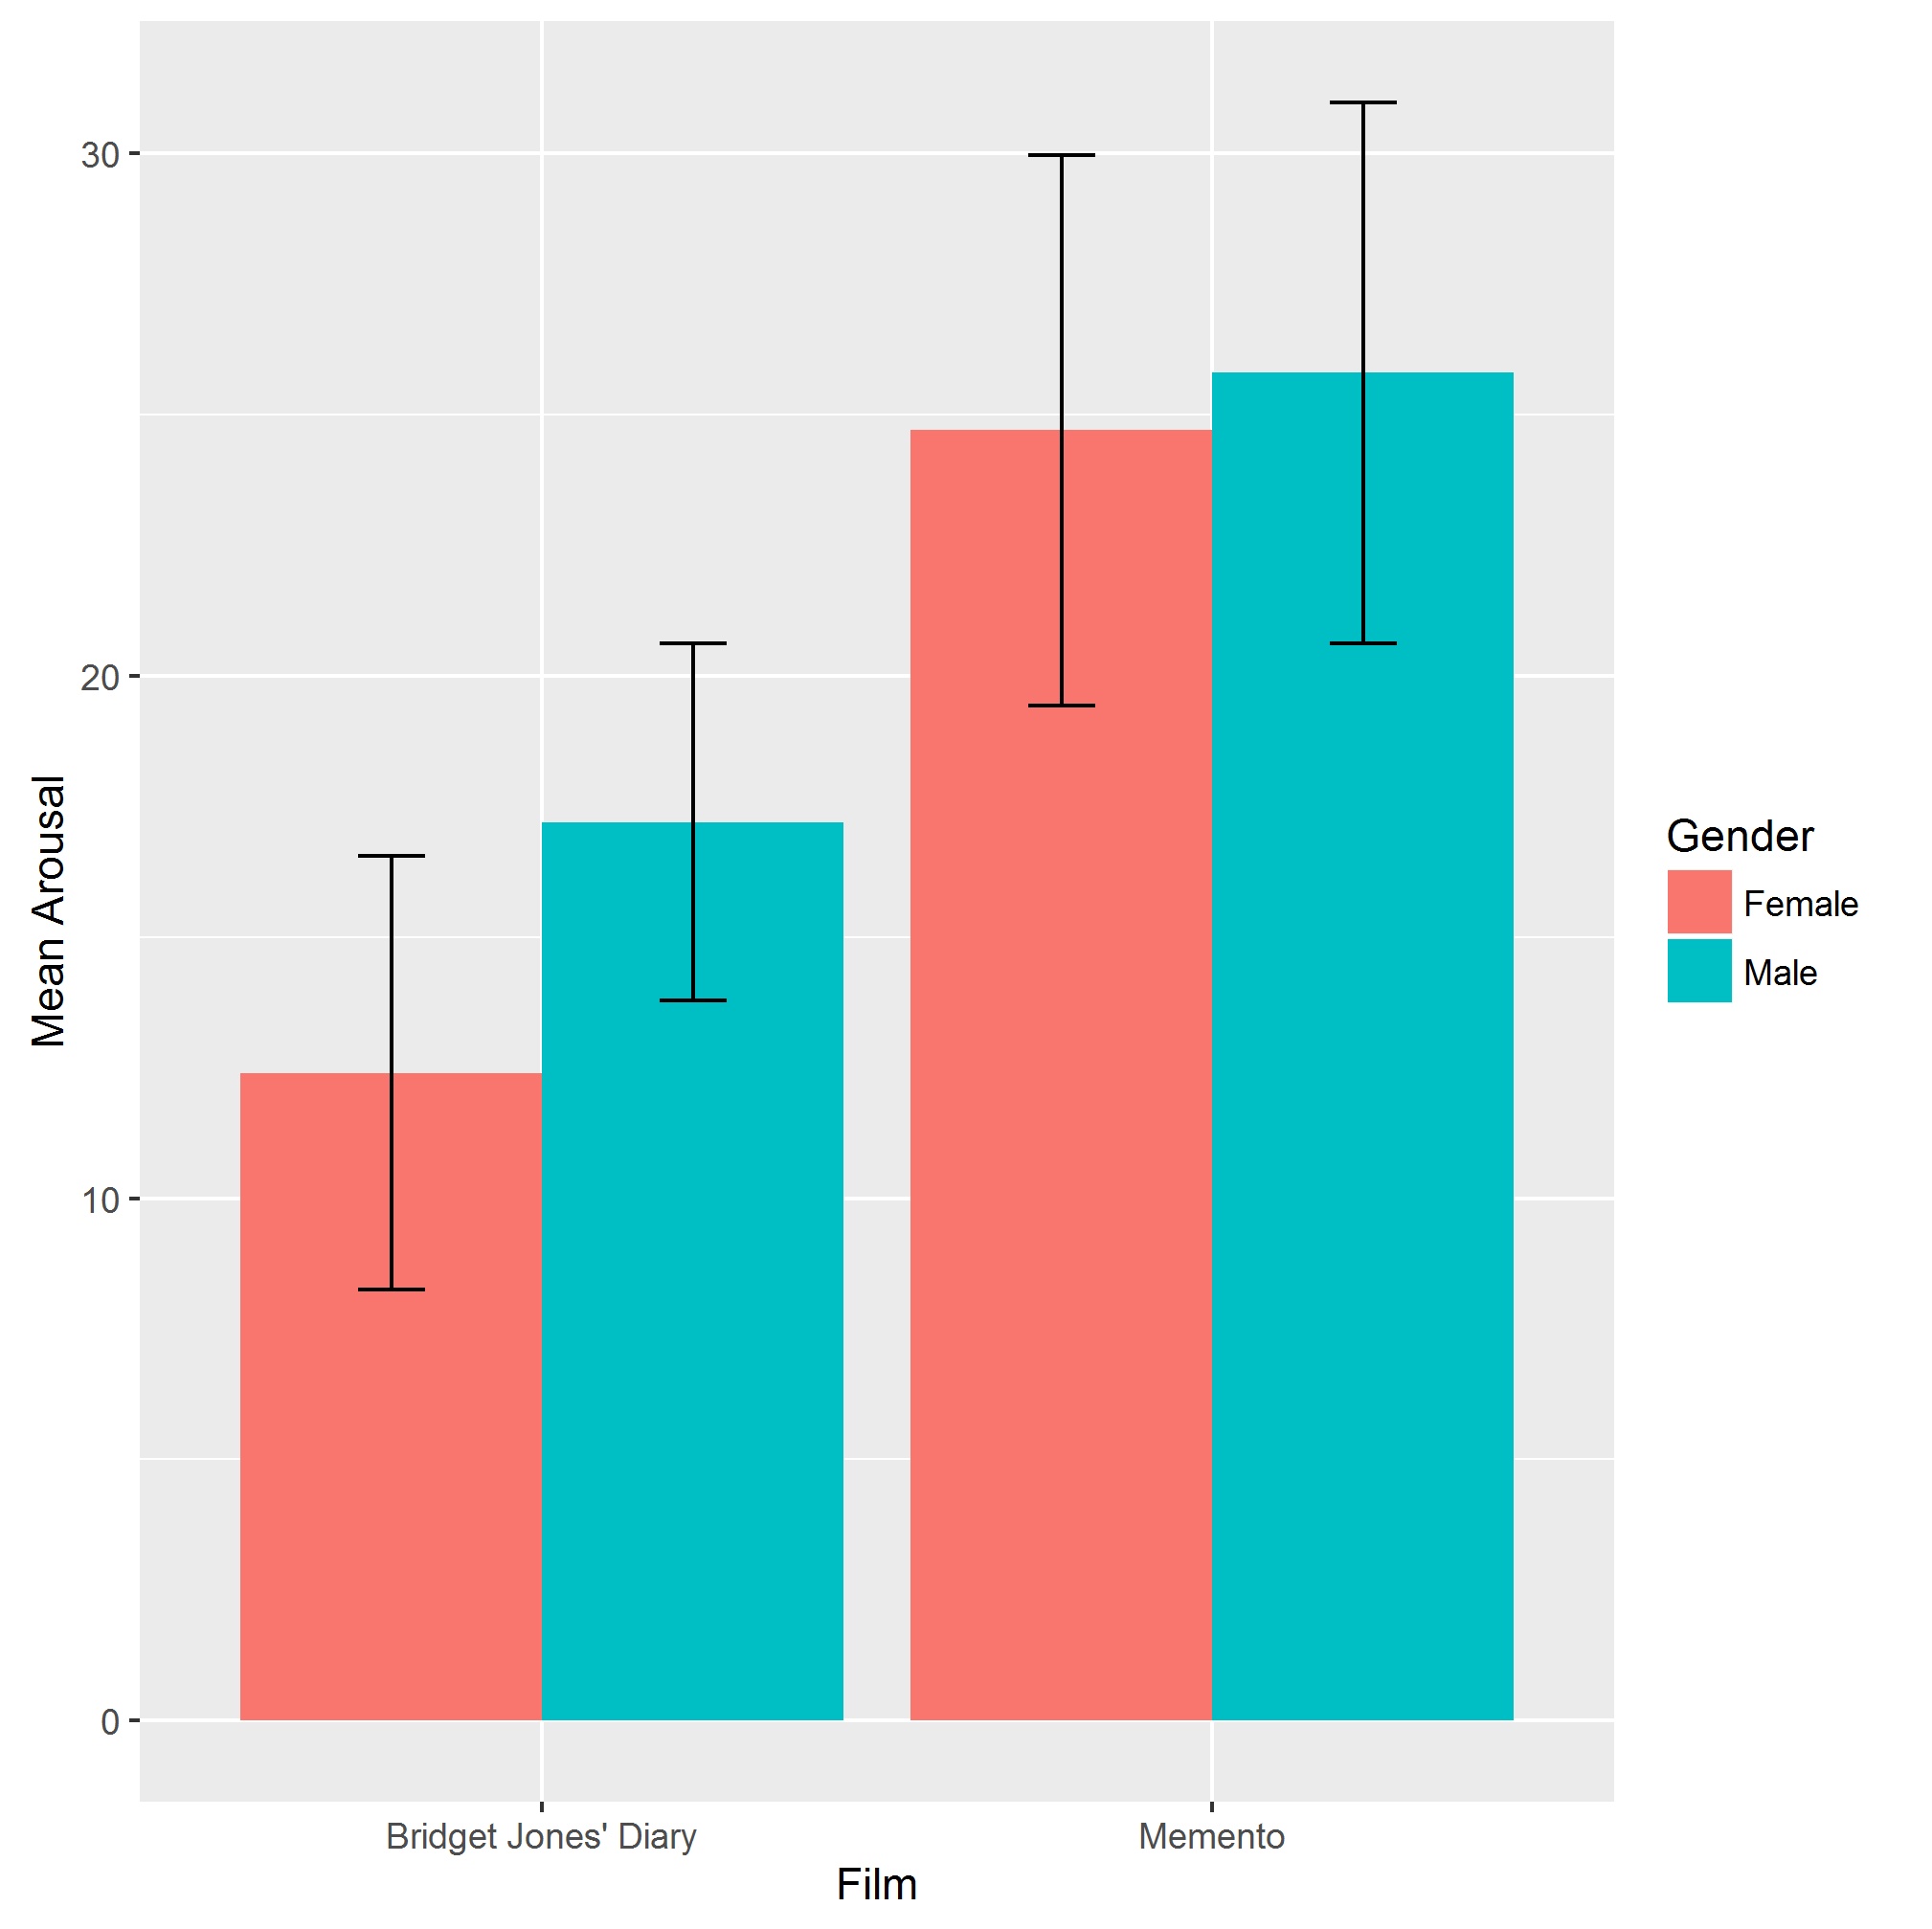 30
20
10
0
Mean Arousal
Bridget Jones' Diary
Memento
Film
Gender
Female
Male